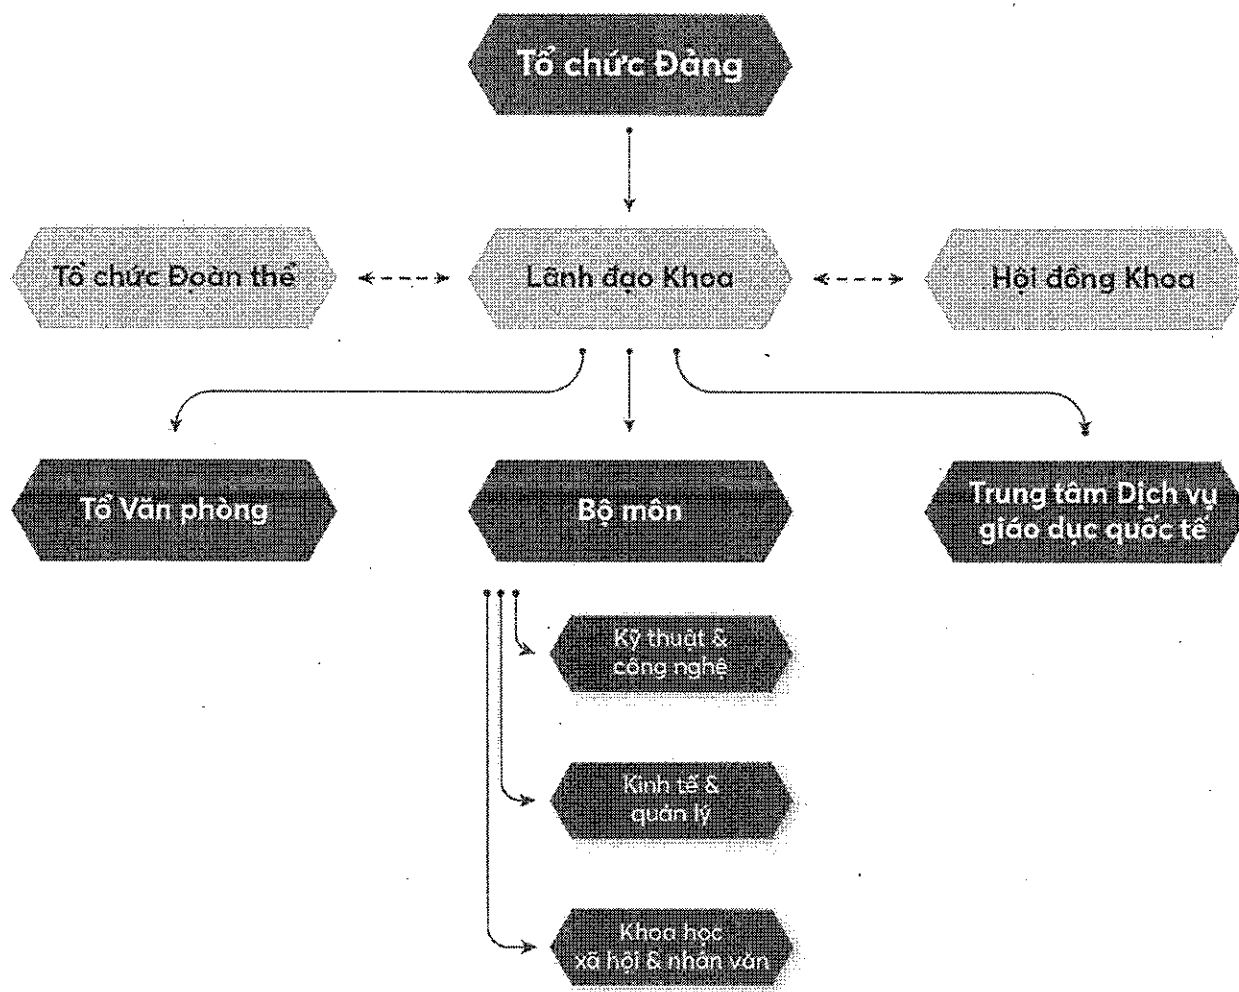 Tổ chức Đảng
Tổ chức Đoàn thể
Lãnh đạo Khoa
Hội đồng Khoa
Tổ Văn phòng
Bộ môn
Trung tâm Dịch vụ
giáo dục quốc tế
Kỹ thuật &
công nghệ
Kinh tế &
quản lý
Khoa học
xã hội & nhân văn